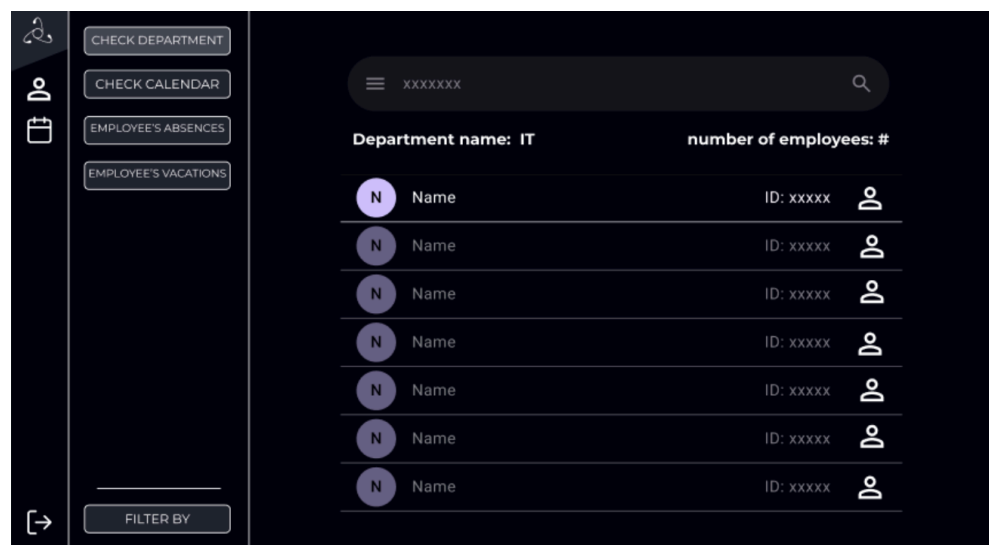 CHECK DEPARTMENT
CHECK CALENDAR
EMPLOYEE'S ABSENCES
EMPLOYEE'S VACATIONS
FILTER BY
xxxxxxx
Department name: IT number of employees: #
N Name ID: xxxxx
N Name ID: xxxxx
N Name ID: xxxxx
N Name ID: xxxxx
N Name ID: xxxxx
N Name ID: xxxxx
N Name ID: xxxxx